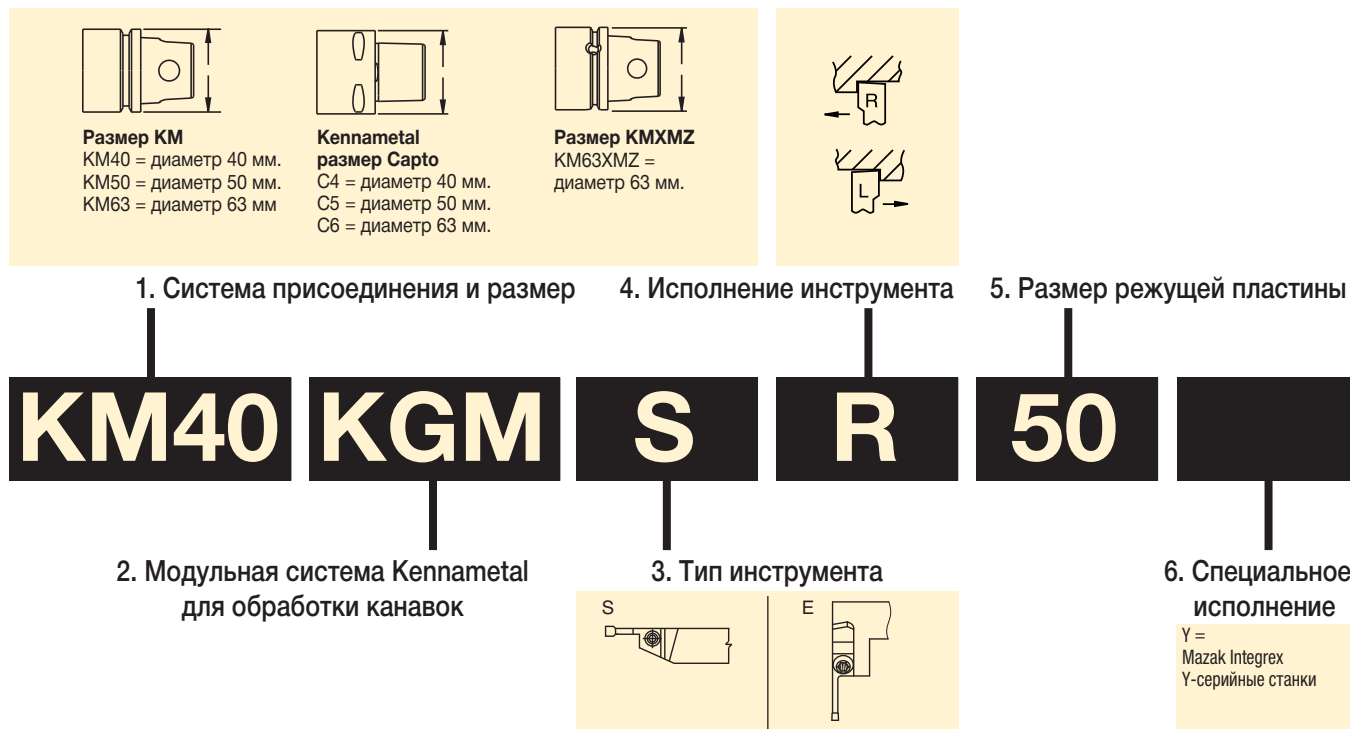 Размер KM
KM40 = диаметр 40 мм.
KM50 = диаметр 50 мм.
KM63 = диаметр 63 мм
Kennametal
размер Capto
C4 = диаметр 40 мм.
C5 = диаметр 50 мм.
C6 = диаметр 63 мм.
Размер KMXMZ
KM63XMZ =
диаметр 63 мм.
R
L
1. Система присоединения и размер
4. Исполнение инструмента
5. Размер режущей пластины
KM40 KGM S R 50
2. Модульная система Kennametal
для обработки канавок
3. Тип инструмента
S
E
6. Специальное
исполнение
Y =
Mazak Integrex
Y-серийные станки